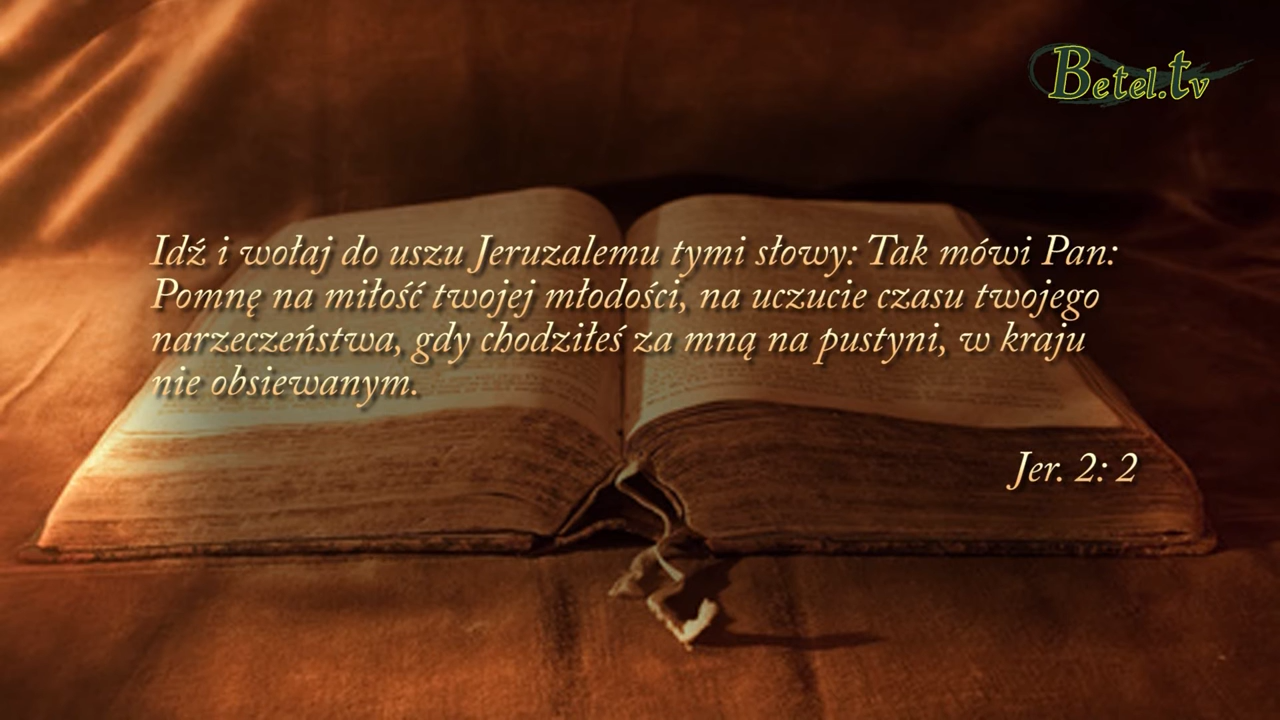 Betel.tv
Idź i wołaj do uszu Jeruzalemu tymi słowy: Tak mówi Pan:
Pomnę na miłość twojej młodości, na uczucie czasu twojego
narzeczeństwa, gdy chodziłeś za mną na pustyni, w kraju
nie obsiewanym.
Jer. 2: 2